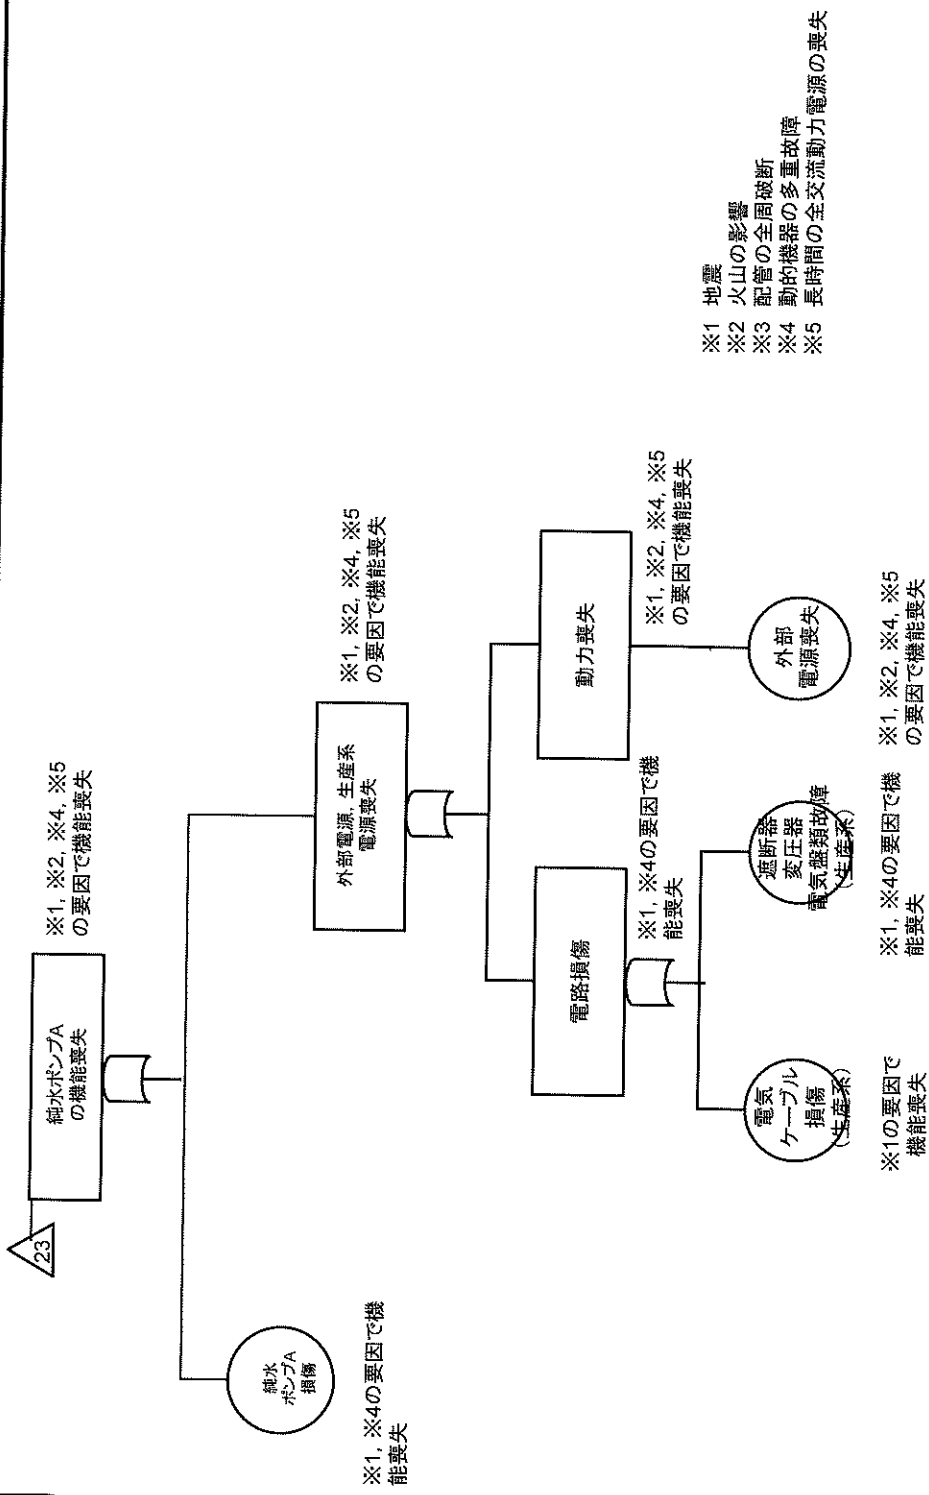 23
純水ポンプA
の機能喪失
※1, ※2, ※4, ※5
の要因で機能喪失
純水
ポンプA
損傷
※1, ※4の要因で機
能喪失
外部電源, 生産系
電源喪失
※1, ※2, ※4, ※5
の要因で機能喪失
電路損傷
※1, ※4の要因で機
能喪失
動力喪失
※1, ※2, ※4, ※5
の要因で機能喪失
電気
ケーブル
損傷
(生産系)
※1の要因で
機能喪失
遮断器
変圧器
電気盤類故障
(生産系)
※1, ※4の要因で機
能喪失
外部
電源喪失
※1, ※2, ※4, ※5
の要因で機能喪失
※1 地震
※2 火山の影響
※3 配管の全周破断
※4 動的機器の多重故障
※5 長時間の全交流動力電源の喪失